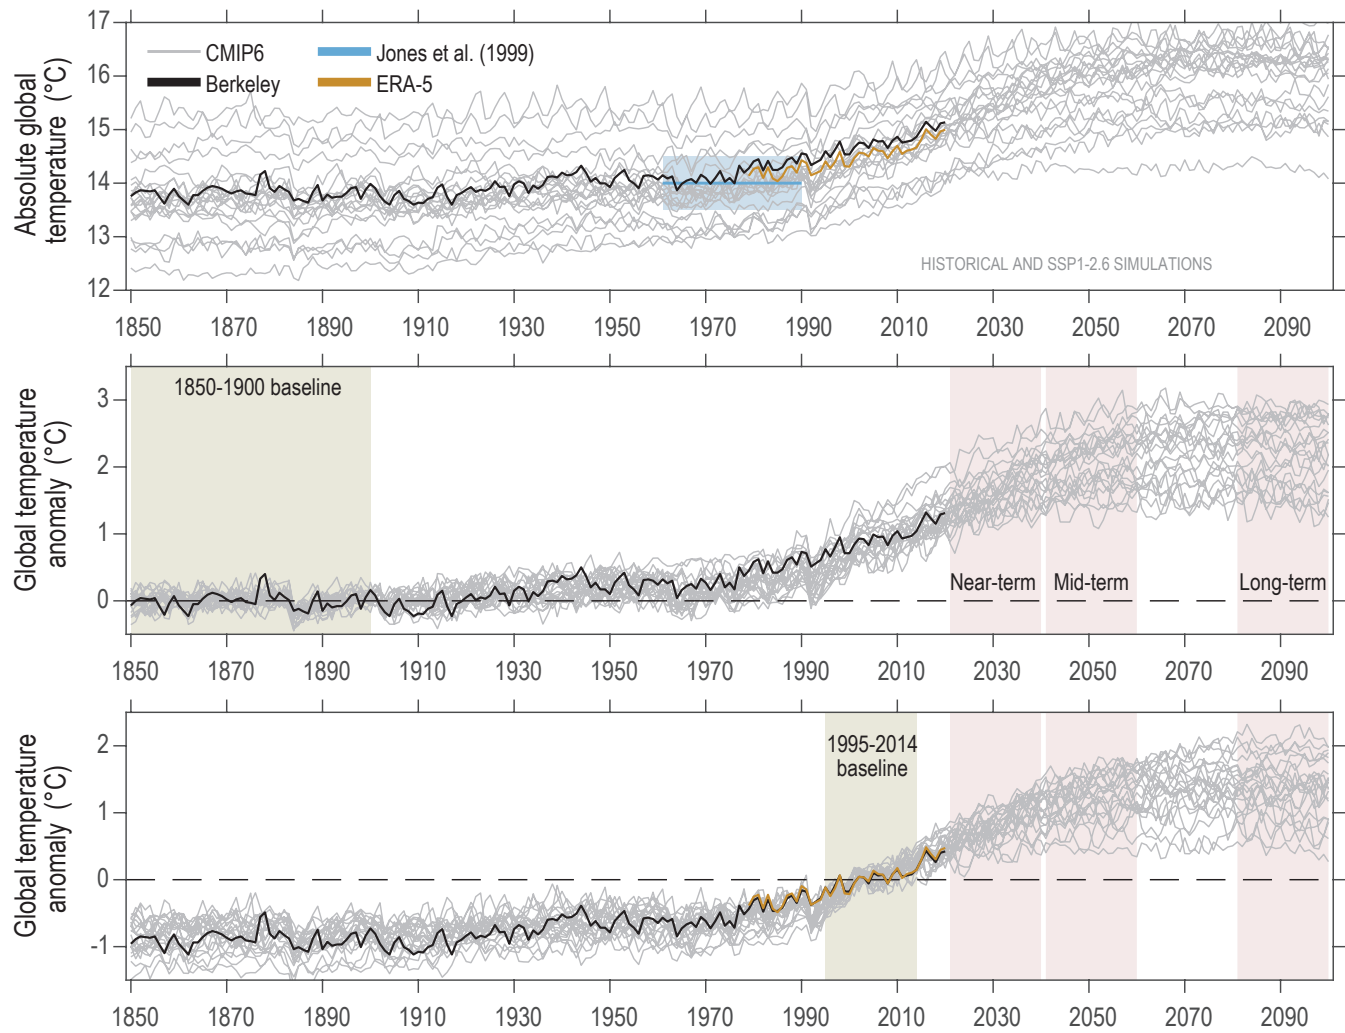 17
16
15
14
13
12
Absolute global
temperature (°C)
CMIP6
Berkeley
Jones et al. (1999)
ERA-5
HISTORICAL AND SSP1-2.6 SIMULATIONS
1850 1870 1890 1910 1930 1950 1970 1990 2010 2030 2050 2070 2090
3
2
1
0
Global temperature
anomaly (°C)
1850-1900 baseline
Near-term
Mid-term
Long-term
1850 1870 1890 1910 1930 1950 1970 1990 2010 2030 2050 2070 2090
2
1
0
-1
Global temperature
anomaly (°C)
1995-2014
baseline
1850 1870 1890 1910 1930 1950 1970 1990 2010 2030 2050 2070 2090